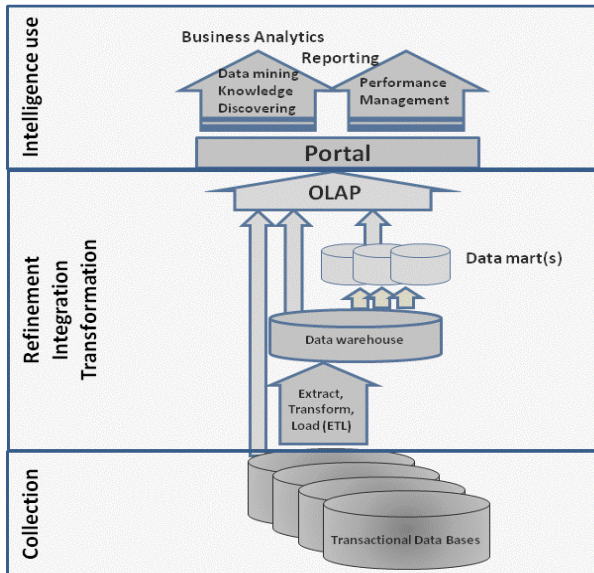 Intelligence use
Business Analytics
Reporting
Data mining
Knowledge
Discovering
Performance
Management
Portal
Refinement
Integration
Transformation
OLAP
Data mart(s)
Data warehouse
Extract,
Transform,
Load (ETL)
Collection
Transactional Data Bases